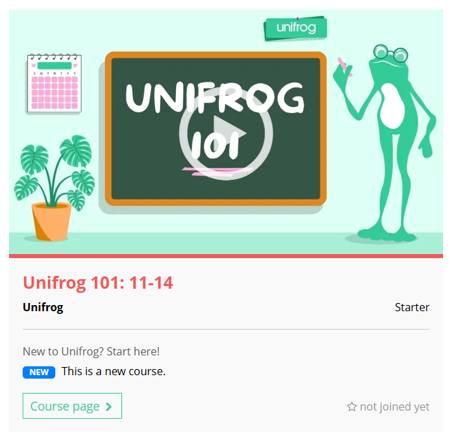 unifrog
UNIFROG
101
Unifrog 101: 11-14
Unifrog
Starter
New to Unifrog? Start here!
NEW This is a new course.
Course page
not joined yet